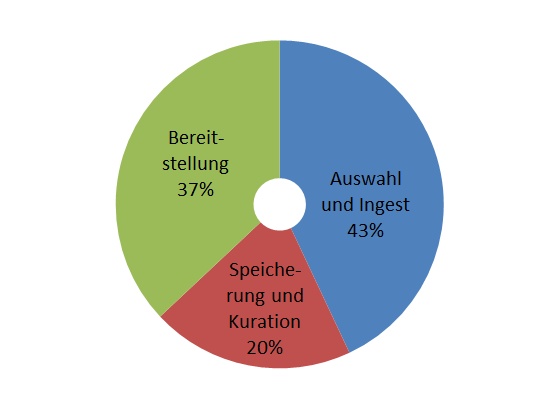 Bereit-
stellung
37%
Auswahl
und Ingest
43%
Speiche-
rung und
Kuration
20%